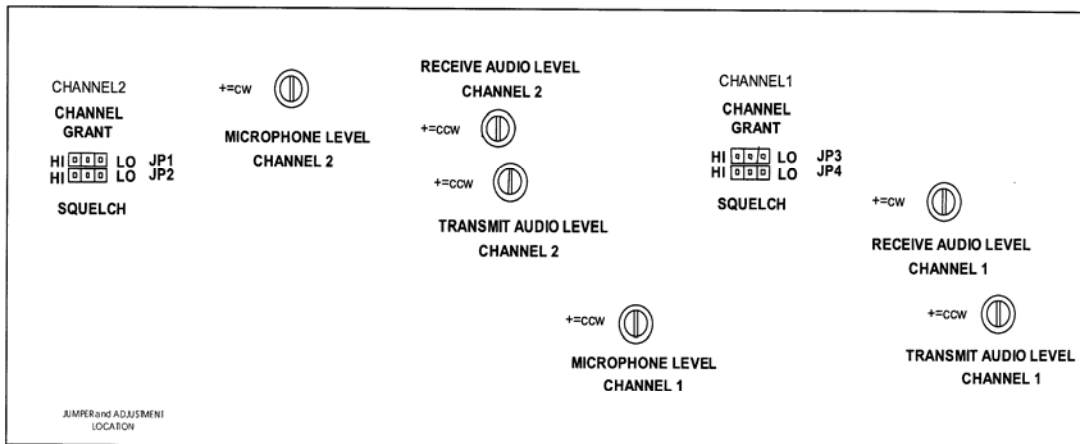 CHANNEL2
CHANNEL
GRANT
HI LO JP1
HI LO JP2
SQUELCH
+=CW
MICROPHONE LEVEL
CHANNEL 2
RECEIVE AUDIO LEVEL
CHANNEL 2
+=CCW
+=CCW
TRANSMIT AUDIO LEVEL
CHANNEL 2
CHANNEL1
CHANNEL
GRANT
HI LO JP3
HI LO JP4
SQUELCH
+=CW
RECEIVE AUDIO LEVEL
CHANNEL 1
+=CCW
MICROPHONE LEVEL
CHANNEL 1
+=CCW
TRANSMIT AUDIO LEVEL
CHANNEL 1
JUMPER and ADJUSTMENT
LOCATION